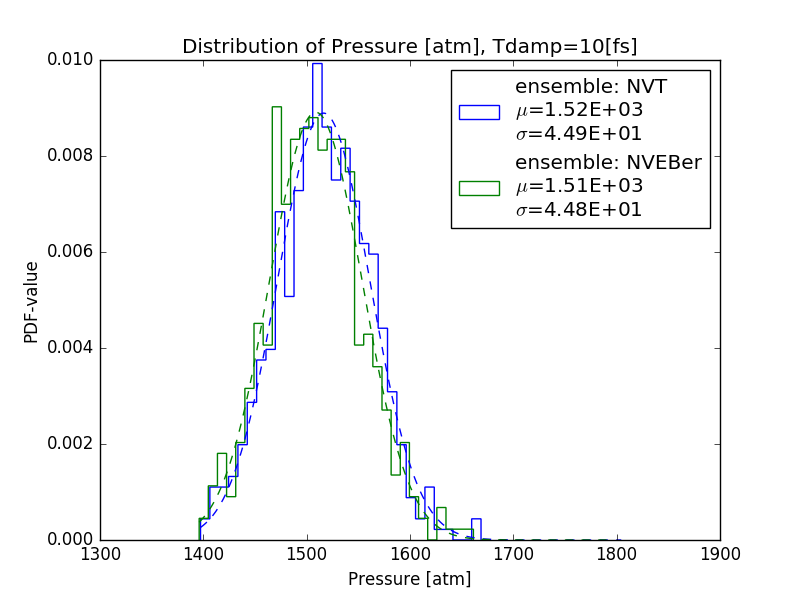 Distribution of Pressure [atm], Tdamp=10[fs]
ensemble: NVT
μ=1.52E+03
σ=4.49E+01
ensemble: NVEBer
μ=1.51E+03
σ=4.48E+01
PDF-value
0.010
0.008
0.006
0.004
0.002
0.000
1300 1400 1500 1600 1700 1800 1900
Pressure [atm]